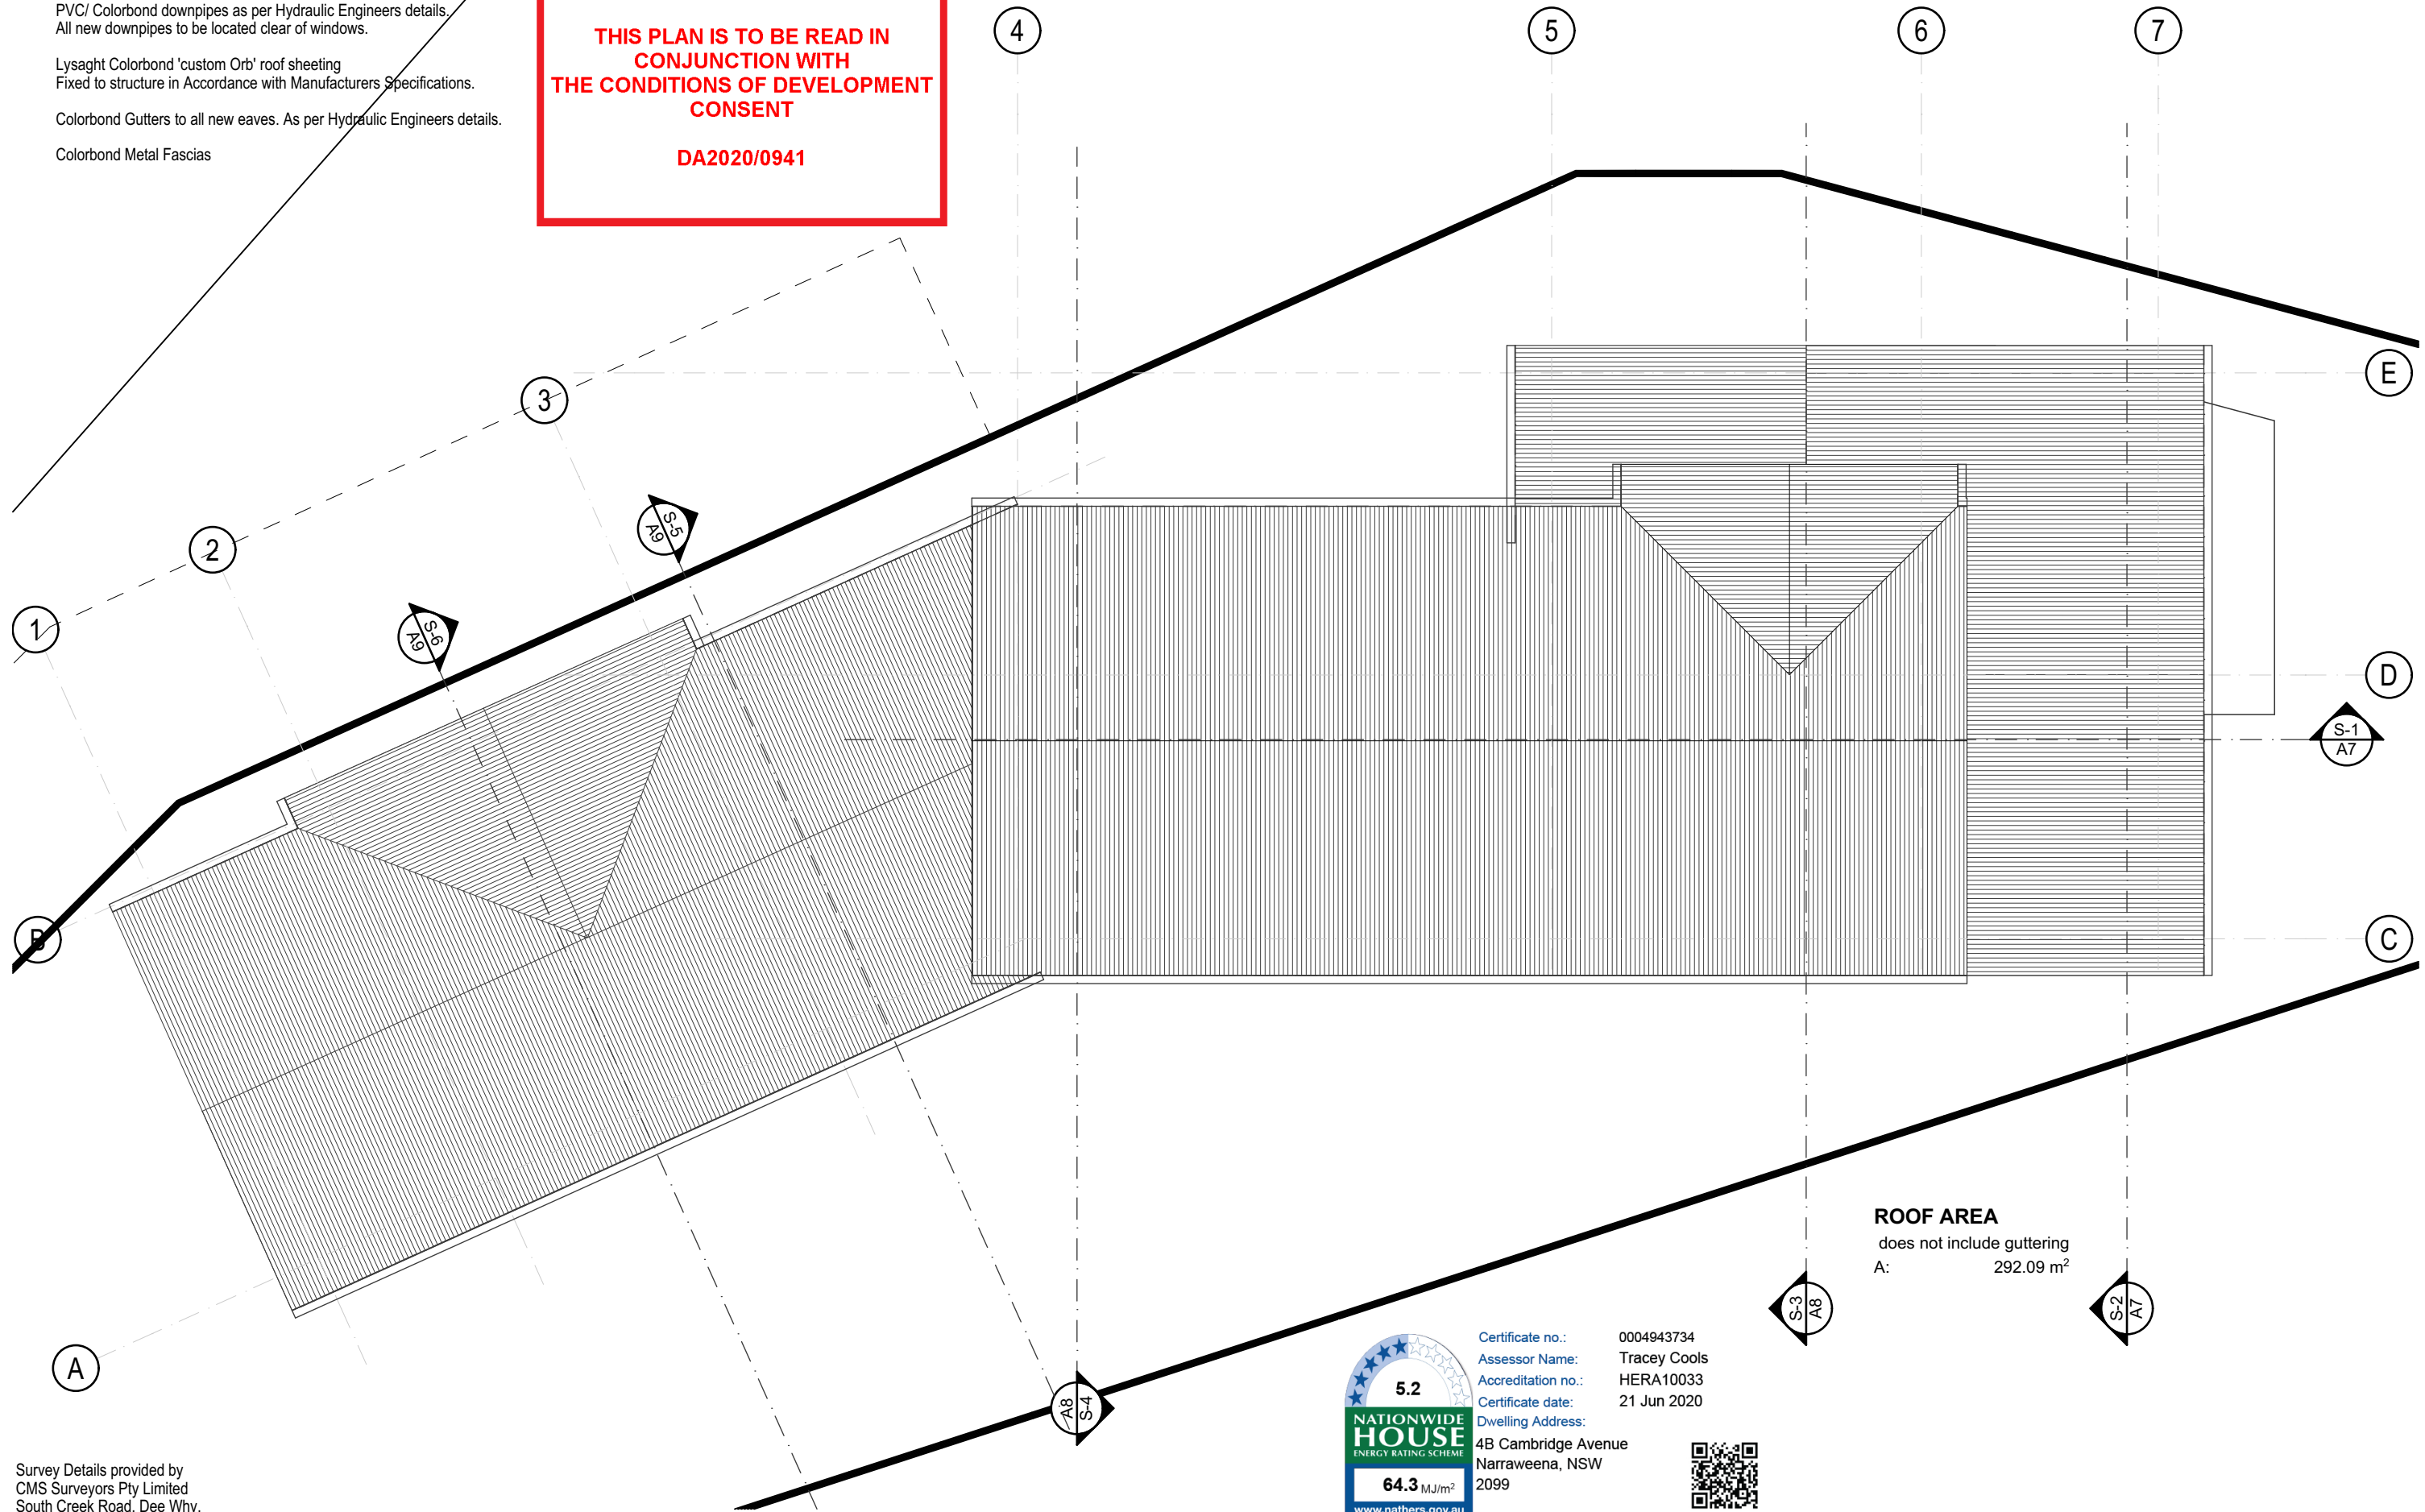 PVC/ Colorbond downpipes as per Hydraulic Engineers details.
All new downpipes to be located clear of windows.
Lysaght Colorbond 'custom Orb' roof sheeting
Fixed to structure in Accordance with Manufacturers Specifications.
Colorbond Gutters to all new eaves. As per Hydraulic Engineers details.
Colorbond Metal Fascias
THIS PLAN IS TO BE READ IN
CONJUNCTION WITH
THE CONDITIONS OF DEVELOPMENT
CONSENT
DA2020/0941
4
5
6
7
E
3
S-5
A9
2
S-6
A9
1
D
S-1
A7
B
C
A
ROOF AREA
does not include guttering
A: 292.09 m²
S-3
A8
S-2
A7
A8
S-4
5.2
NATIONWIDE
HOUSE
ENERGY RATING SCHEME
64.3 MJ/m²
www.nathers.gov.au
Certificate no.: 0004943734
Assessor Name: Tracey Cools
Accreditation no.: HERA10033
Certificate date: 21 Jun 2020
Dwelling Address:
4B Cambridge Avenue
Narraweena, NSW
2099
Survey Details provided by
CMS Surveyors Pty Limited
South Creek Road, Dee Why.